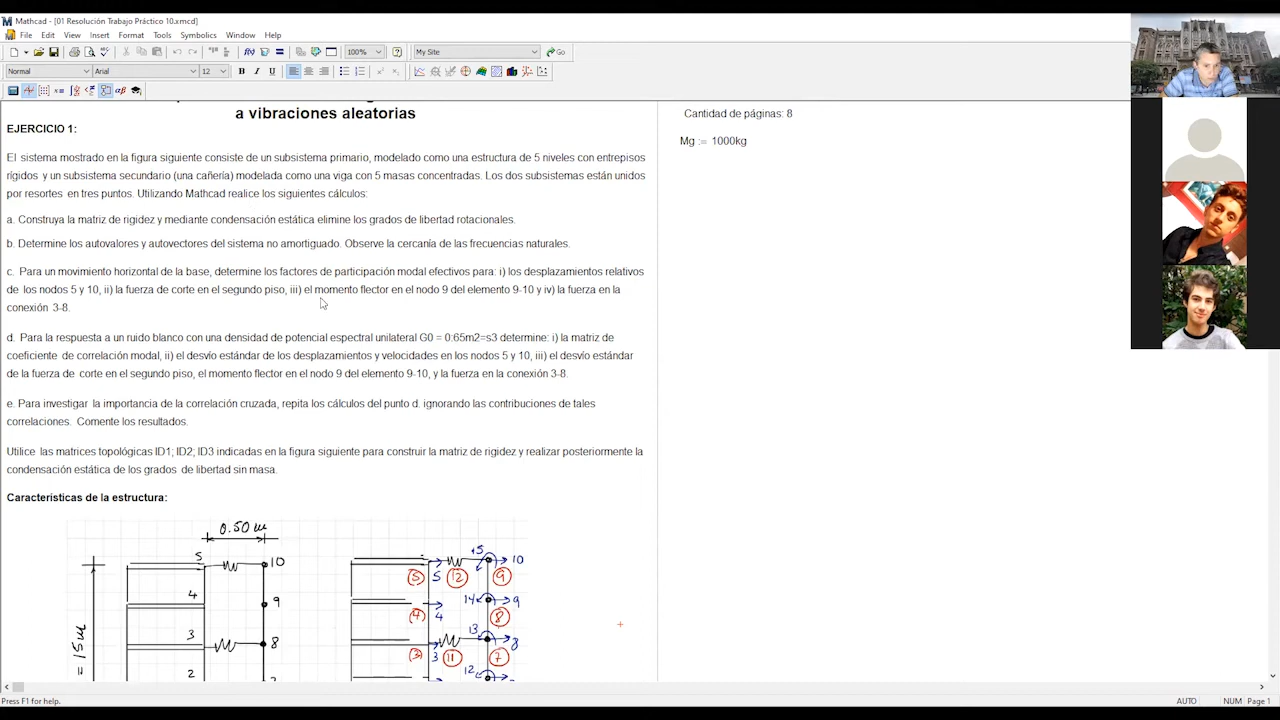 Mathcad - [01 Resolución Trabajo Práctico 10.xmcd]
File Edit View Insert Format Tools Symbolics Window Help
100% My Site Go
Normal Arial 12 B I U
a vibraciones aleatorias
EJERCICIO 1:
El sistema mostrado en la figura siguiente consiste de un subsistema primario, modelado como una estructura de 5 niveles con entrepisos
rígidos y un subsistema secundario (una cañería) modelada como una viga con 5 masas concentradas. Los dos subsistemas están unidos
por resortes en tres puntos. Utilizando Mathcad realice los siguientes cálculos:
a. Construya la matriz de rigidez y mediante condensación estática elimine los grados de libertad rotacionales.
b. Determine los autovalores y autovectores del sistema no amortiguado. Observe la cercanía de las frecuencias naturales.
c. Para un movimiento horizontal de la base, determine los factores de participación modal efectivos para: i) los desplazamientos relativos
de los nodos 5 y 10, ii) la fuerza de corte en el segundo piso, iii) el momento flector en el nodo 9 del elemento 9-10 y iv) la fuerza en la
conexión 3-8.
d. Para la respuesta a un ruido blanco con una densidad de potencial espectral unilateral G0 = 0:65m2=s3 determine: i) la matriz de
coeficiente de correlación modal, ii) el desvío estándar de los desplazamientos y velocidades en los nodos 5 y 10, iii) el desvío estándar
de la fuerza de corte en el segundo piso, el momento flector en el nodo 9 del elemento 9-10, y la fuerza en la conexión 3-8.
e. Para investigar la importancia de la correlación cruzada, repita los cálculos del punto d. ignorando las contribuciones de tales
correlaciones. Comente los resultados.
Utilice las matrices topológicas ID1; ID2; ID3 indicadas en la figura siguiente para construir la matriz de rigidez y realizar posteriormente la
condensación estática de los grados de libertad sin masa.
Características de la estructura:
0.50 m
5 10
4 9
3 8
2
= 15 m
15 10
5 5 12 9
14 9
4 4 8
13 8
3 3 11 7
12
Cantidad de páginas: 8
Mg := 1000kg
Press F1 for help. AUTO NUM Page 1